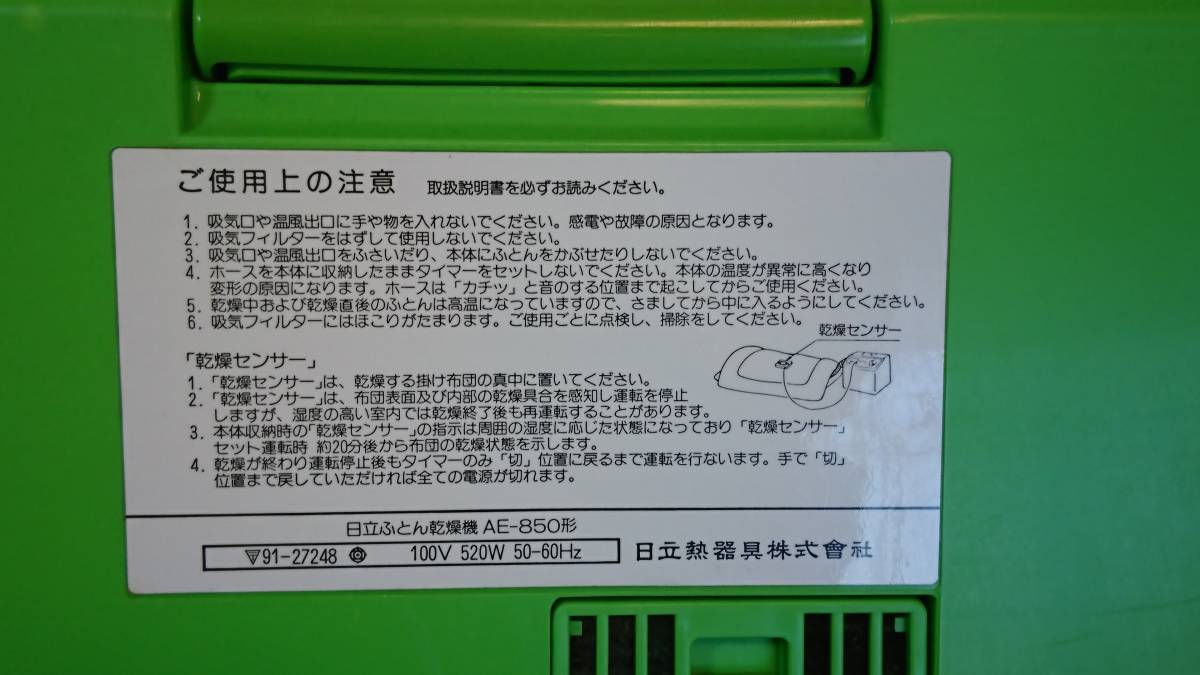 ご使用上の注意 取扱説明書を必ずお読みください。
1. 吸気口や温風出口に手や物を入れないでください。感電や故障の原因となります。
2. 吸気フィルターをはずして使用しないでください。
3. 吸気口や温風出口をふさいだり、本体にふとんをかぶせたりしないでください。
4. ホースを本体に収納したままタイマーをセットしないでください。本体の温度が異常に高くなり
変形の原因になります。ホースは「カチッ」と音のする位置まで起こしてからご使用ください。
5. 乾燥中および乾燥直後のふとんは高温になっていますので、さましてから中に入るようにしてください。
6. 吸気フィルターにはほこりがたまります。ご使用ごとに点検し、掃除をしてください。
乾燥センサー
「乾燥センサー」
1. 「乾燥センサー」は、乾燥する掛け布団の真中に置いてください。
2. 「乾燥センサー」は、布団表面及び内部の乾燥具合を感知し運転を停止
しますが、湿度の高い室内では乾燥終了後も再運転することがあります。
3. 本体収納時の「乾燥センサー」の指示は周囲の湿度に応じた状態になっており「乾燥センサー」
セット運転時 約20分後から布団の乾燥状態を示します。
4. 乾燥が終わり運転停止後もタイマーのみ「切」位置に戻るまで運転を行ないます。手で「切」
位置まで戻していただければ全ての電源が切れます。
日立ふとん乾燥機 AE-850形
91-27248 100V 520W 50-60Hz
日立熱器具株式會社